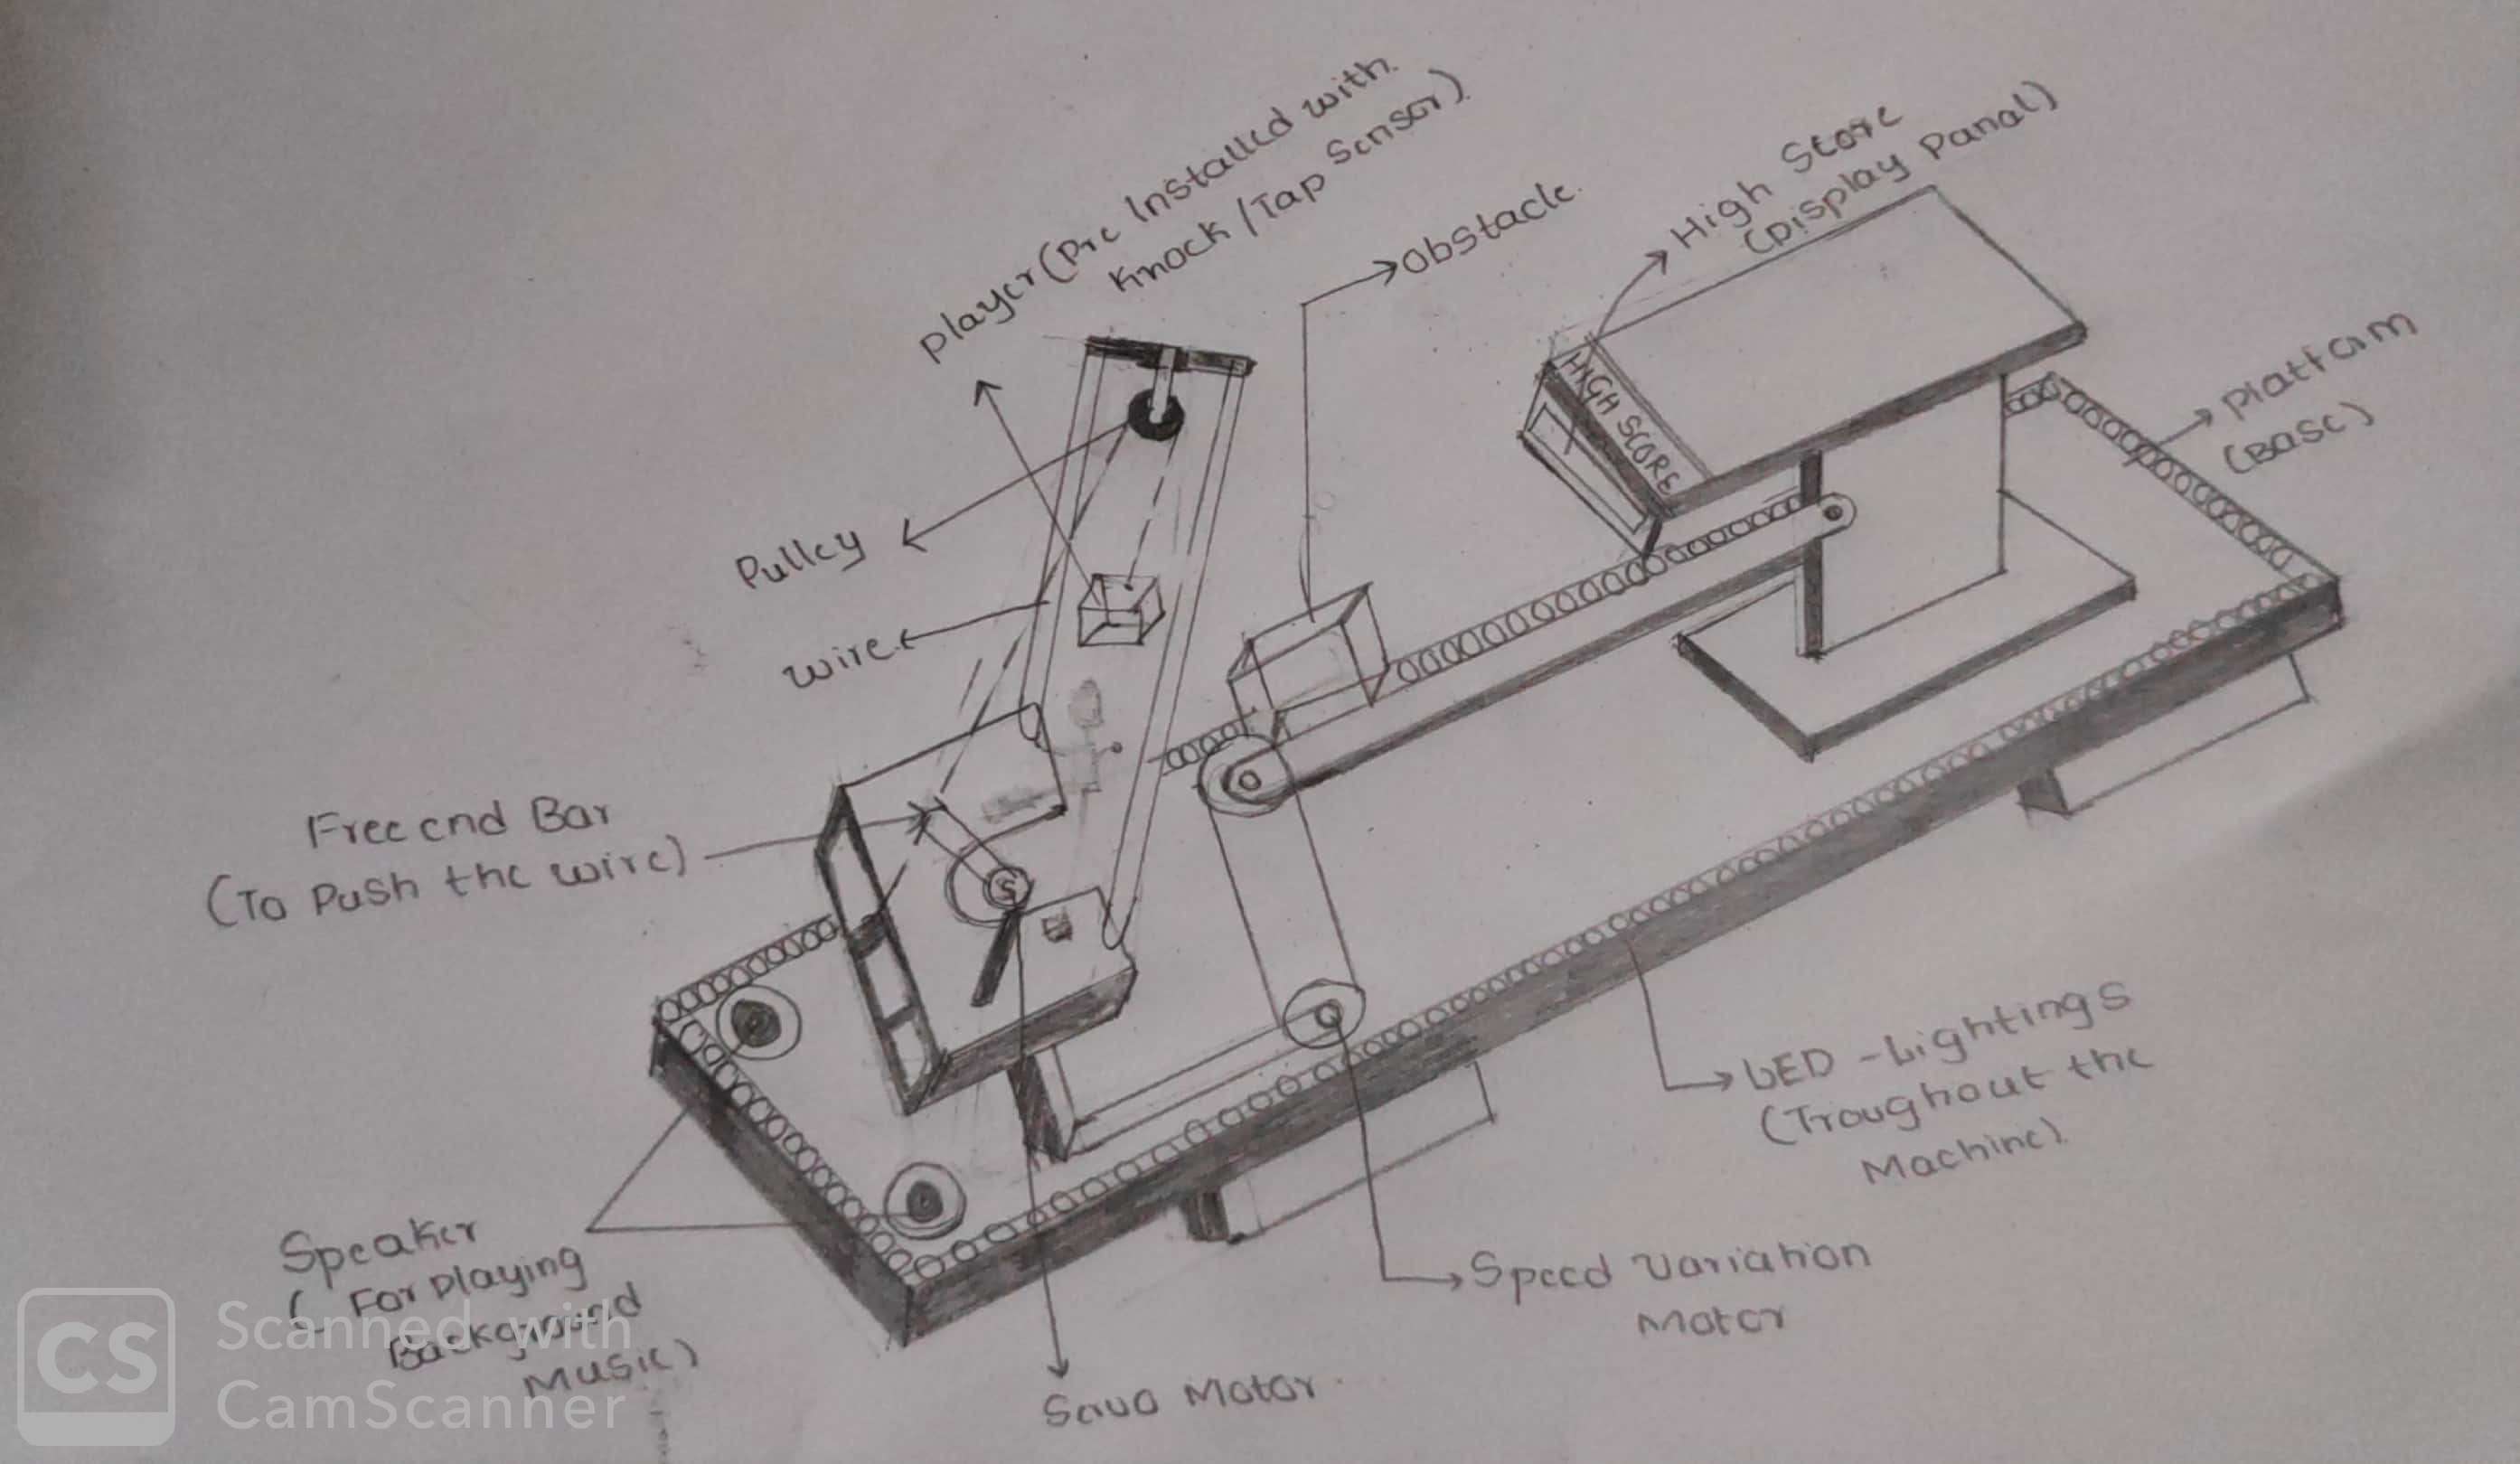 Player (Pre Installed with
Knock / Tap Sensor).
Obstacle.
High Score
(Display Panal)
HIGH SCORE
Platform
(Base)
Pulley
wire
Free end Bar
(To Push the wire)
LED - Lightings
(Troughout the
Machine).
Speaker
( For Playing
Background
Music)
Speed Variation
Motor
Servo Motor.
S
CS
Scanned with
CamScanner